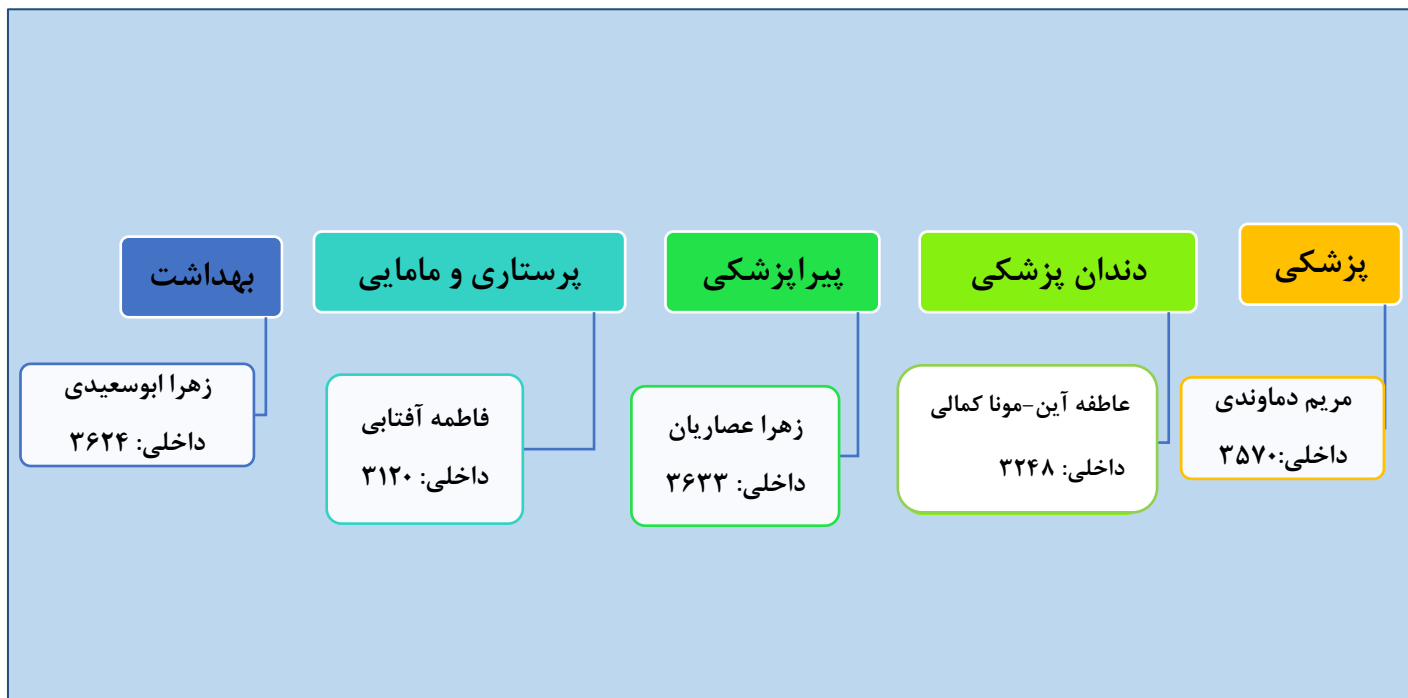 پزشکی
مریم دماوندی
داخلی:۳۵۷۰
دندان پزشکی
عاطفه آین-مونا کمالی
داخلی: ۳۲۴۸
پیراپزشکی
زهرا عصاریان
داخلی: ۳۶۳۳
پرستاری و مامایی
فاطمه آفتابی
داخلی: ۳۱۲۰
بهداشت
زهرا ابوسعیدی
داخلی: ۳۶۲۴